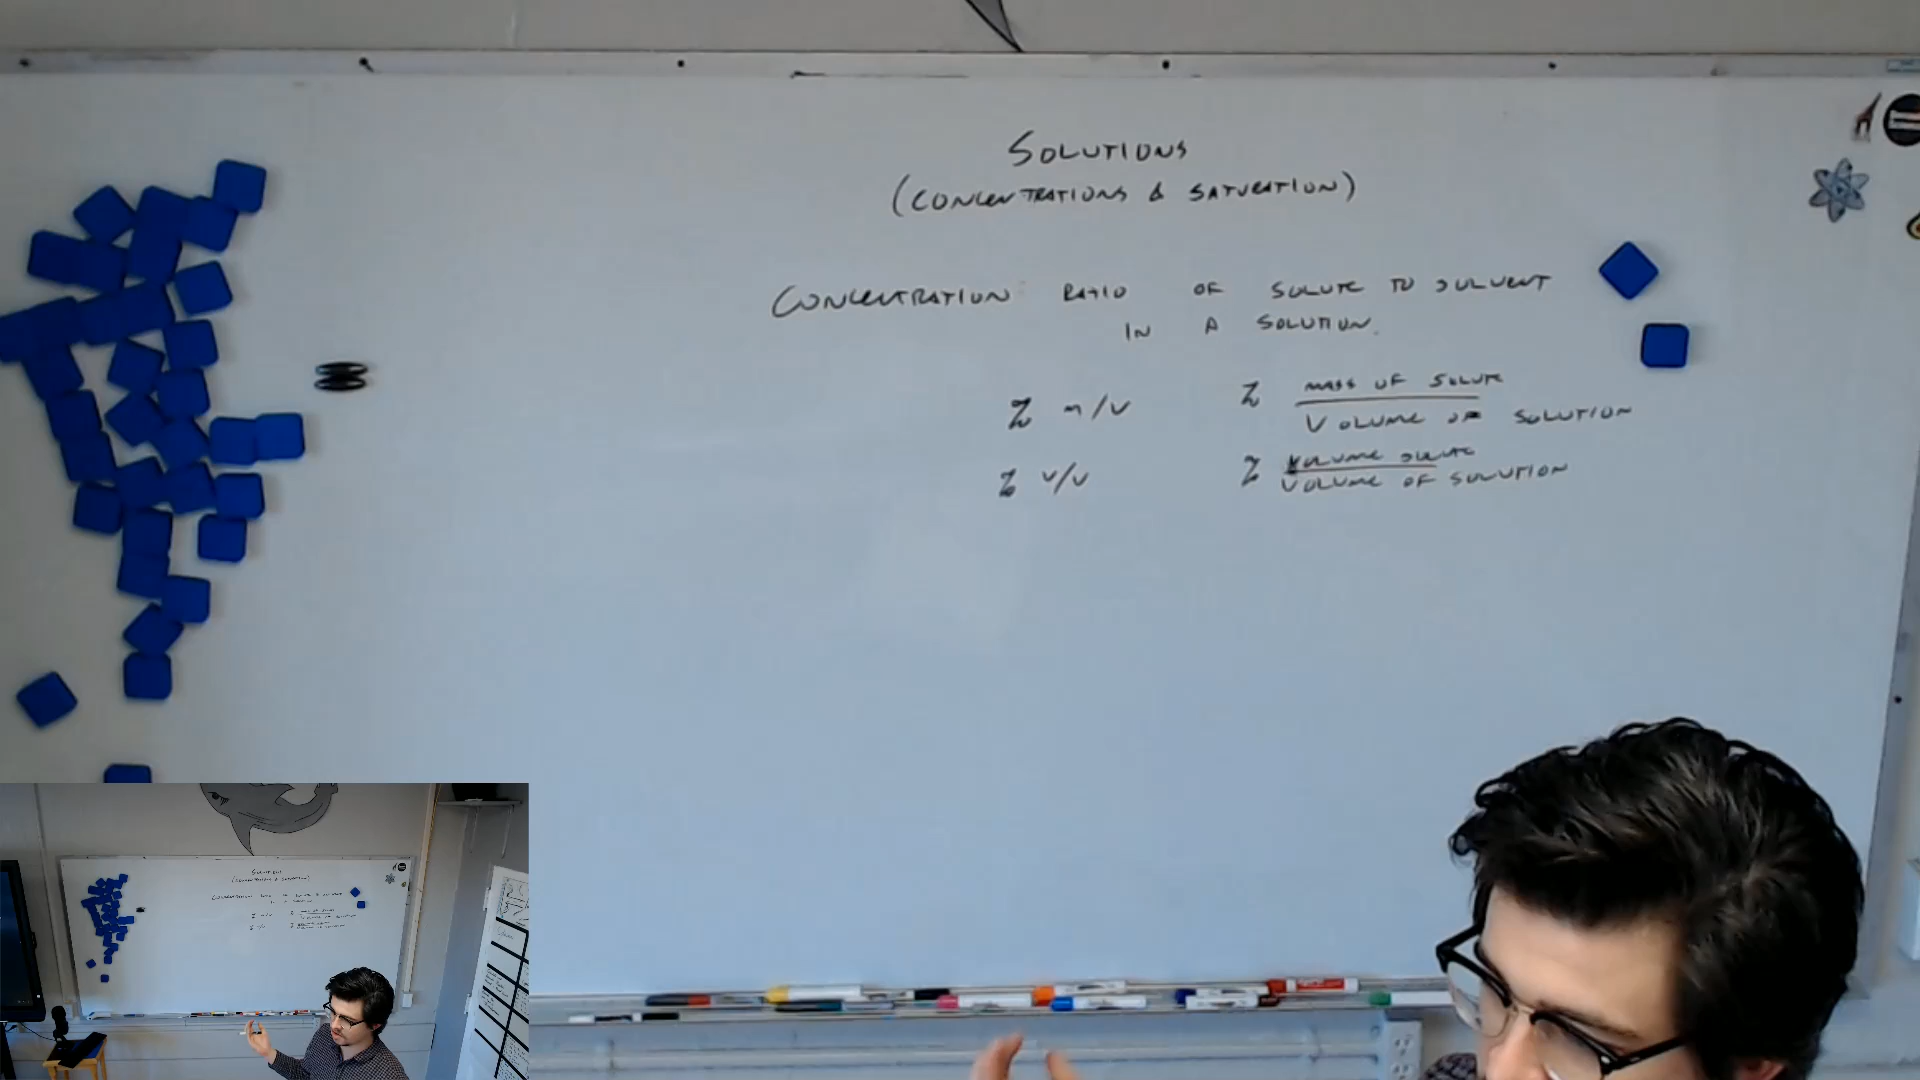 SOLUTIONS
(CONCENTRATIONS & SATURATION)
CONCENTRATION: RATIO OF SOLUTE TO SOLVENT
IN A SOLUTION.
% m/v % MASS OF SOLUTE
VOLUME OF SOLUTION
% v/v % VOLUME SOLUTE
VOLUME OF SOLUTION